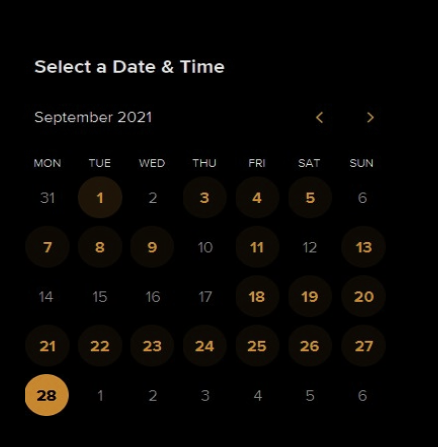 Select a Date & Time
September 2021
MON TUE WED THU FRI SAT SUN
31 1 2 3 4 5 6
7 8 9 10 11 12 13
14 15 16 17 18 19 20
21 22 23 24 25 26 27
28 1 2 3 4 5 6